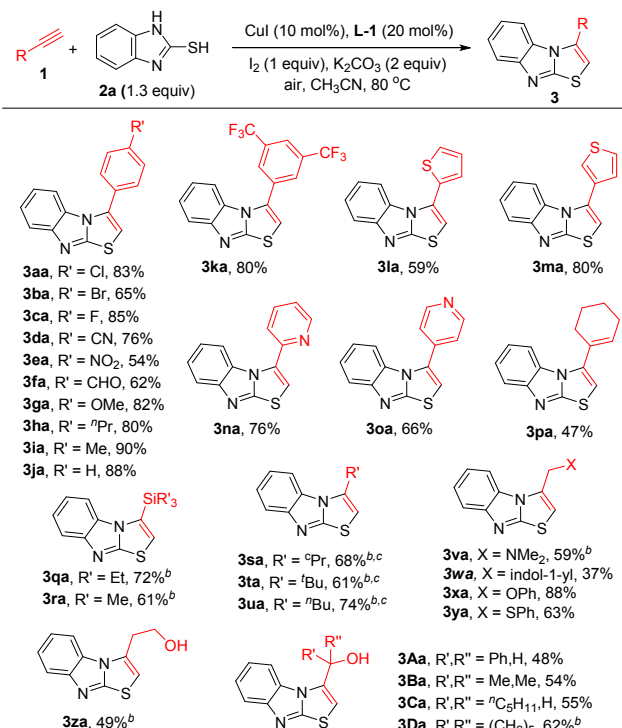 R
1
+
H
N
N
SH
2a (1.3 equiv)
CuI (10 mol%), L-1 (20 mol%)
I₂ (1 equiv), K₂CO₃ (2 equiv)
air, CH₃CN, 80 °C
R
N
N
S
3
R'
N
N
S
3aa, R' = Cl, 83%
3ba, R' = Br, 65%
3ca, R' = F, 85%
3da, R' = CN, 76%
3ea, R' = NO₂, 54%
3fa, R' = CHO, 62%
3ga, R' = OMe, 82%
3ha, R' = ⁿPr, 80%
3ia, R' = Me, 90%
3ja, R' = H, 88%
F₃C
CF₃
N
N
S
3ka, 80%
S
N
N
S
3la, 59%
S
N
N
S
3ma, 80%
N
N
N
S
3na, 76%
N
N
N
S
3oa, 66%
N
N
S
3pa, 47%
SiR'₃
N
N
S
3qa, R' = Et, 72%ᵇ
3ra, R' = Me, 61%ᵇ
R'
N
N
S
3sa, R' = ᶜPr, 68%ᵇ,ᶜ
3ta, R' = ᵗBu, 61%ᵇ,ᶜ
3ua, R' = ⁿBu, 74%ᵇ,ᶜ
X
N
N
S
3va, X = NMe₂, 59%ᵇ
3wa, X = indol-1-yl, 37%
3xa, X = OPh, 88%
3ya, X = SPh, 63%
OH
N
N
S
3za, 49%ᵇ
R' R''
OH
N
N
S
3Aa, R',R'' = Ph,H, 48%
3Ba, R',R'' = Me,Me, 54%
3Ca, R',R'' = ⁿC₅H₁₁,H, 55%
3Da, R',R'' = (CH₂)₅, 62%ᵇ